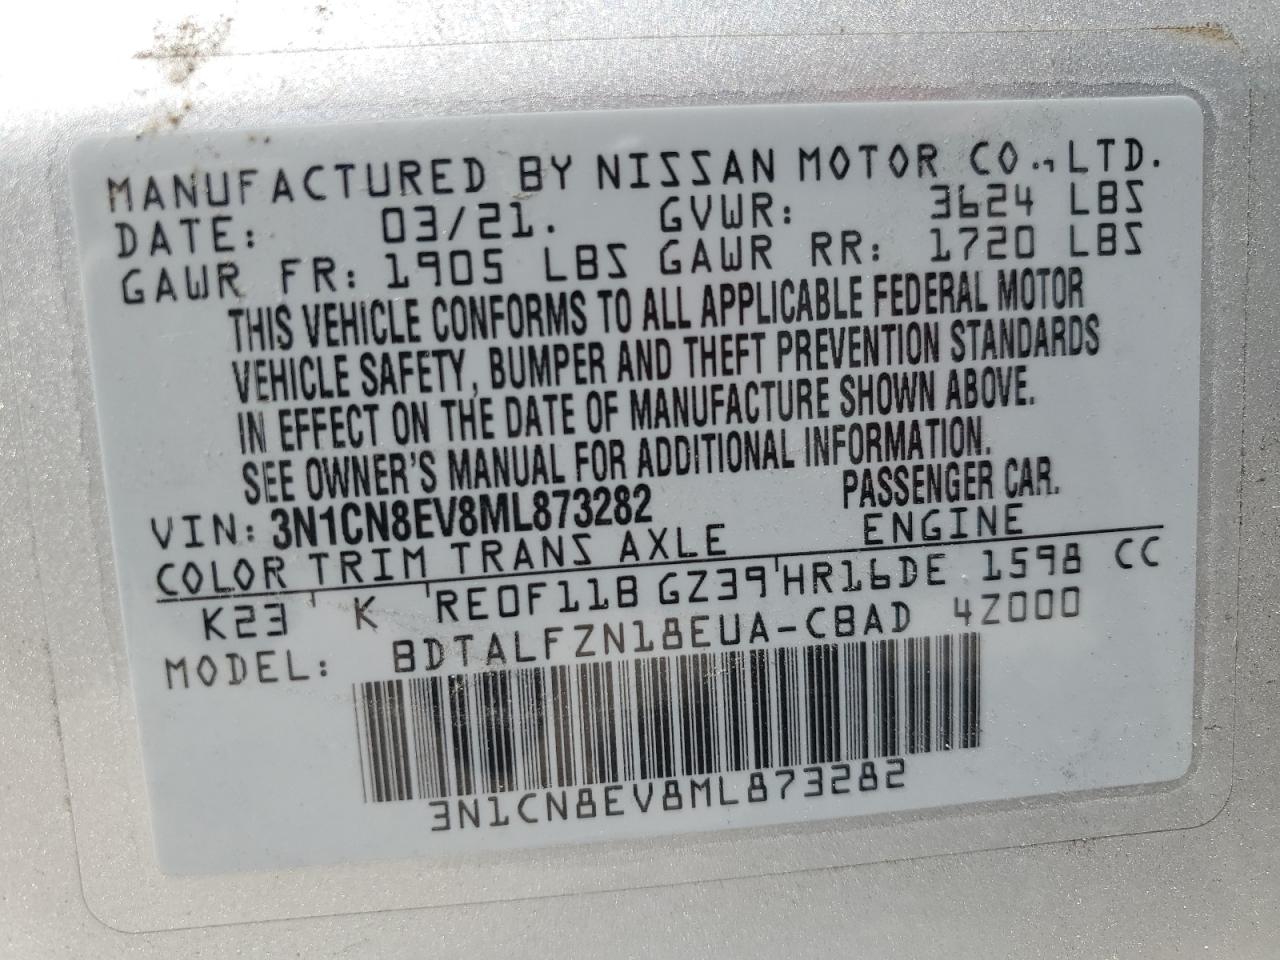 MANUFACTURED BY NISSAN MOTOR CO., LTD.
DATE: 03/21. GVWR: 3624 LBS
GAWR FR: 1905 LBS GAWR RR: 1720 LBS
THIS VEHICLE CONFORMS TO ALL APPLICABLE FEDERAL MOTOR
VEHICLE SAFETY, BUMPER AND THEFT PREVENTION STANDARDS
IN EFFECT ON THE DATE OF MANUFACTURE SHOWN ABOVE.
SEE OWNER'S MANUAL FOR ADDITIONAL INFORMATION.
VIN: 3N1CN8EV8ML873282 PASSENGER CAR.
COLOR TRIM TRANS AXLE ENGINE
K23 K RE0F11B GZ39 HR16DE 1598 CC
MODEL: BDTALFZN18EUA-CBAD 4Z000
3N1CN8EV8ML873282